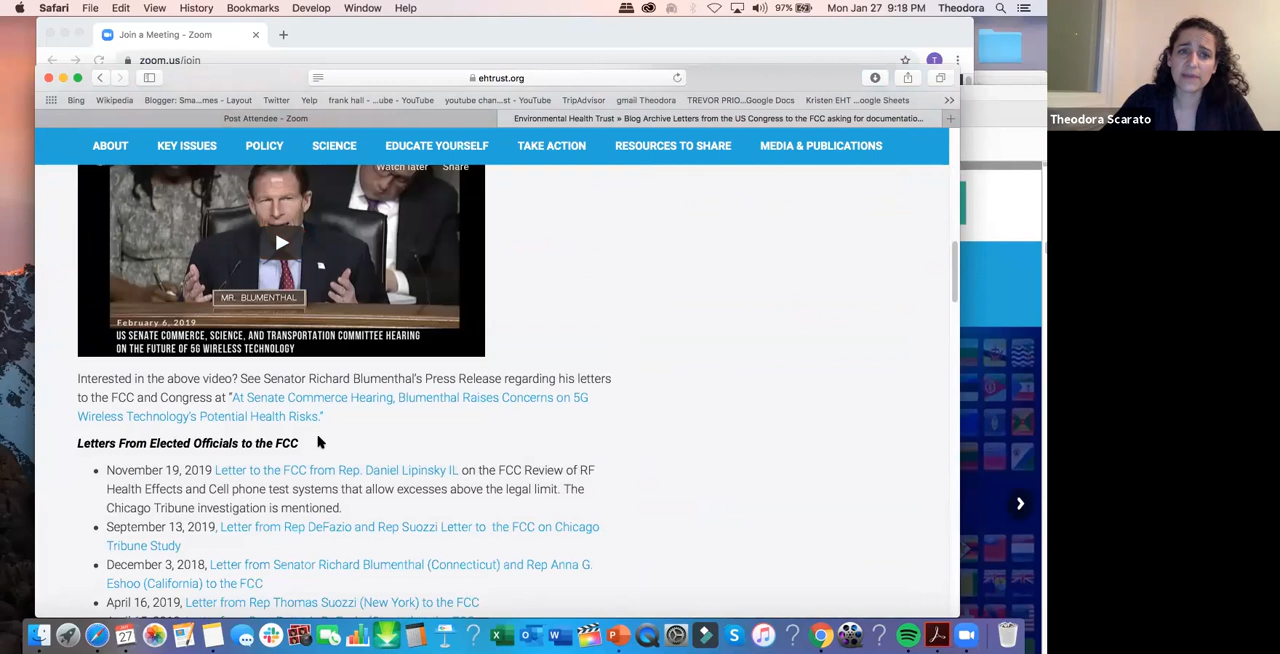 Safari File Edit View History Bookmarks Develop Window Help 97% Mon Jan 27 9:18 PM Theodora
Join a Meeting - Zoom
zoom.us/join T
ehtrust.org
Bing Wikipedia Blogger: Sma...mes - Layout Twitter Yelp frank hall - ...ube - YouTube youtube chan...st - YouTube TripAdvisor gmail Theodora TREVOR PRIO...Google Docs Kristen EHT ...oogle Sheets
Post Attendee - Zoom Environmental Health Trust » Blog Archive Letters from the US Congress to the FCC asking for documentatio...
ABOUT KEY ISSUES POLICY SCIENCE EDUCATE YOURSELF TAKE ACTION RESOURCES TO SHARE MEDIA & PUBLICATIONS
Watch later Share
MR. BLUMENTHAL
February 6, 2019
US SENATE COMMERCE, SCIENCE, AND TRANSPORTATION COMMITTEE HEARING
ON THE FUTURE OF 5G WIRELESS TECHNOLOGY
Interested in the above video? See Senator Richard Blumenthal's Press Release regarding his letters
to the FCC and Congress at “At Senate Commerce Hearing, Blumenthal Raises Concerns on 5G
Wireless Technology's Potential Health Risks.”
Letters From Elected Officials to the FCC
November 19, 2019 Letter to the FCC from Rep. Daniel Lipinsky IL on the FCC Review of RF
Health Effects and Cell phone test systems that allow excesses above the legal limit. The
Chicago Tribune investigation is mentioned.
September 13, 2019, Letter from Rep DeFazio and Rep Suozzi Letter to the FCC on Chicago
Tribune Study
December 3, 2018, Letter from Senator Richard Blumenthal (Connecticut) and Rep Anna G.
Eshoo (California) to the FCC
April 16, 2019, Letter from Rep Thomas Suozzi (New York) to the FCC
Theodora Scarato